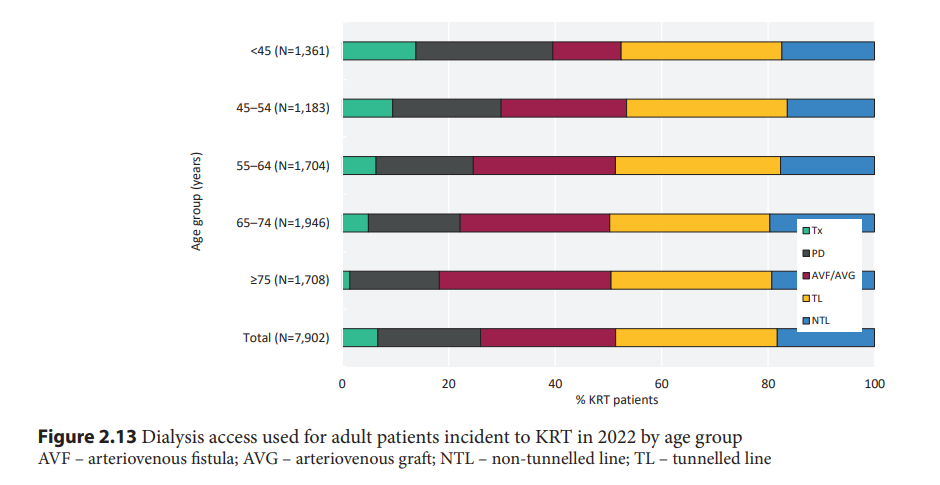 <45 (N=1,361)
45–54 (N=1,183)
55–64 (N=1,704)
65–74 (N=1,946)
≥75 (N=1,708)
Total (N=7,902)
Age group (years)
Tx
PD
AVF/AVG
TL
NTL
0 20 40 60 80 100
% KRT patients
Figure 2.13 Dialysis access used for adult patients incident to KRT in 2022 by age group
AVF – arteriovenous fistula; AVG – arteriovenous graft; NTL – non-tunnelled line; TL – tunnelled line